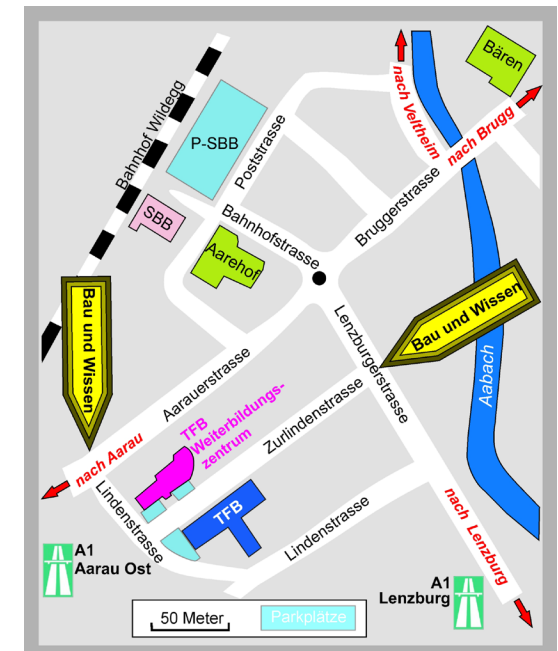 Bären
nach Veltheim
nach Brugg
Bahnhof Wildegg
P-SBB
Poststrasse
SBB
Bahnhofstrasse
Bruggerstrasse
Aarehof
Bau und Wissen
Bau und Wissen
Lenzburgerstrasse
Aabach
Aarauerstrasse
TFB
Weiterbildungs-
zentrum
Zurlindenstrasse
nach Aarau
Lindenstrasse
TFB
Lindenstrasse
nach Lenzburg
A1
Aarau Ost
A1
Lenzburg
50 Meter
Parkplätze